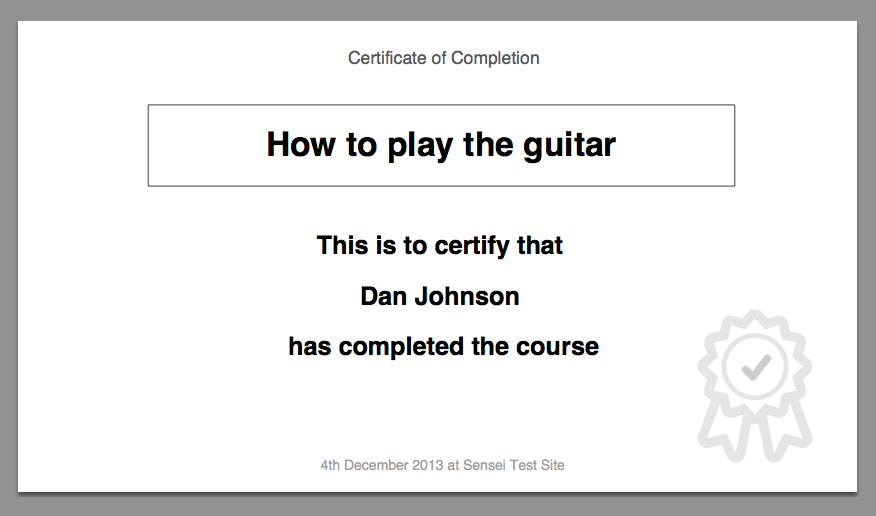 Certificate of Completion
How to play the guitar
This is to certify that
Dan Johnson
has completed the course
4th December 2013 at Sensei Test Site